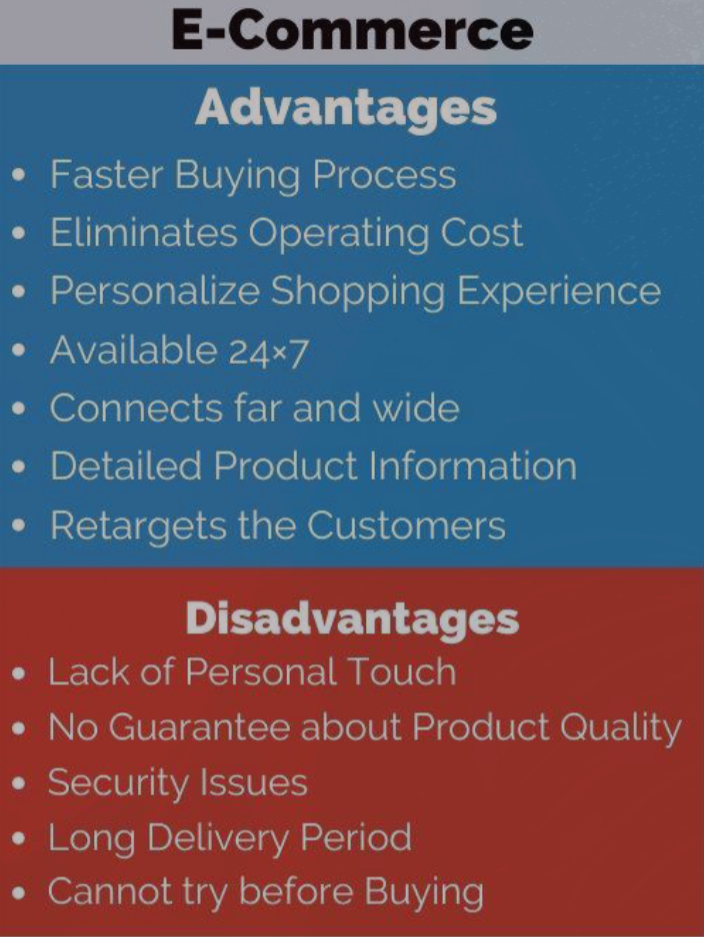 E-Commerce
Advantages
• Faster Buying Process
• Eliminates Operating Cost
• Personalize Shopping Experience
• Available 24×7
• Connects far and wide
• Detailed Product Information
• Retargets the Customers
Disadvantages
• Lack of Personal Touch
• No Guarantee about Product Quality
• Security Issues
• Long Delivery Period
• Cannot try before Buying